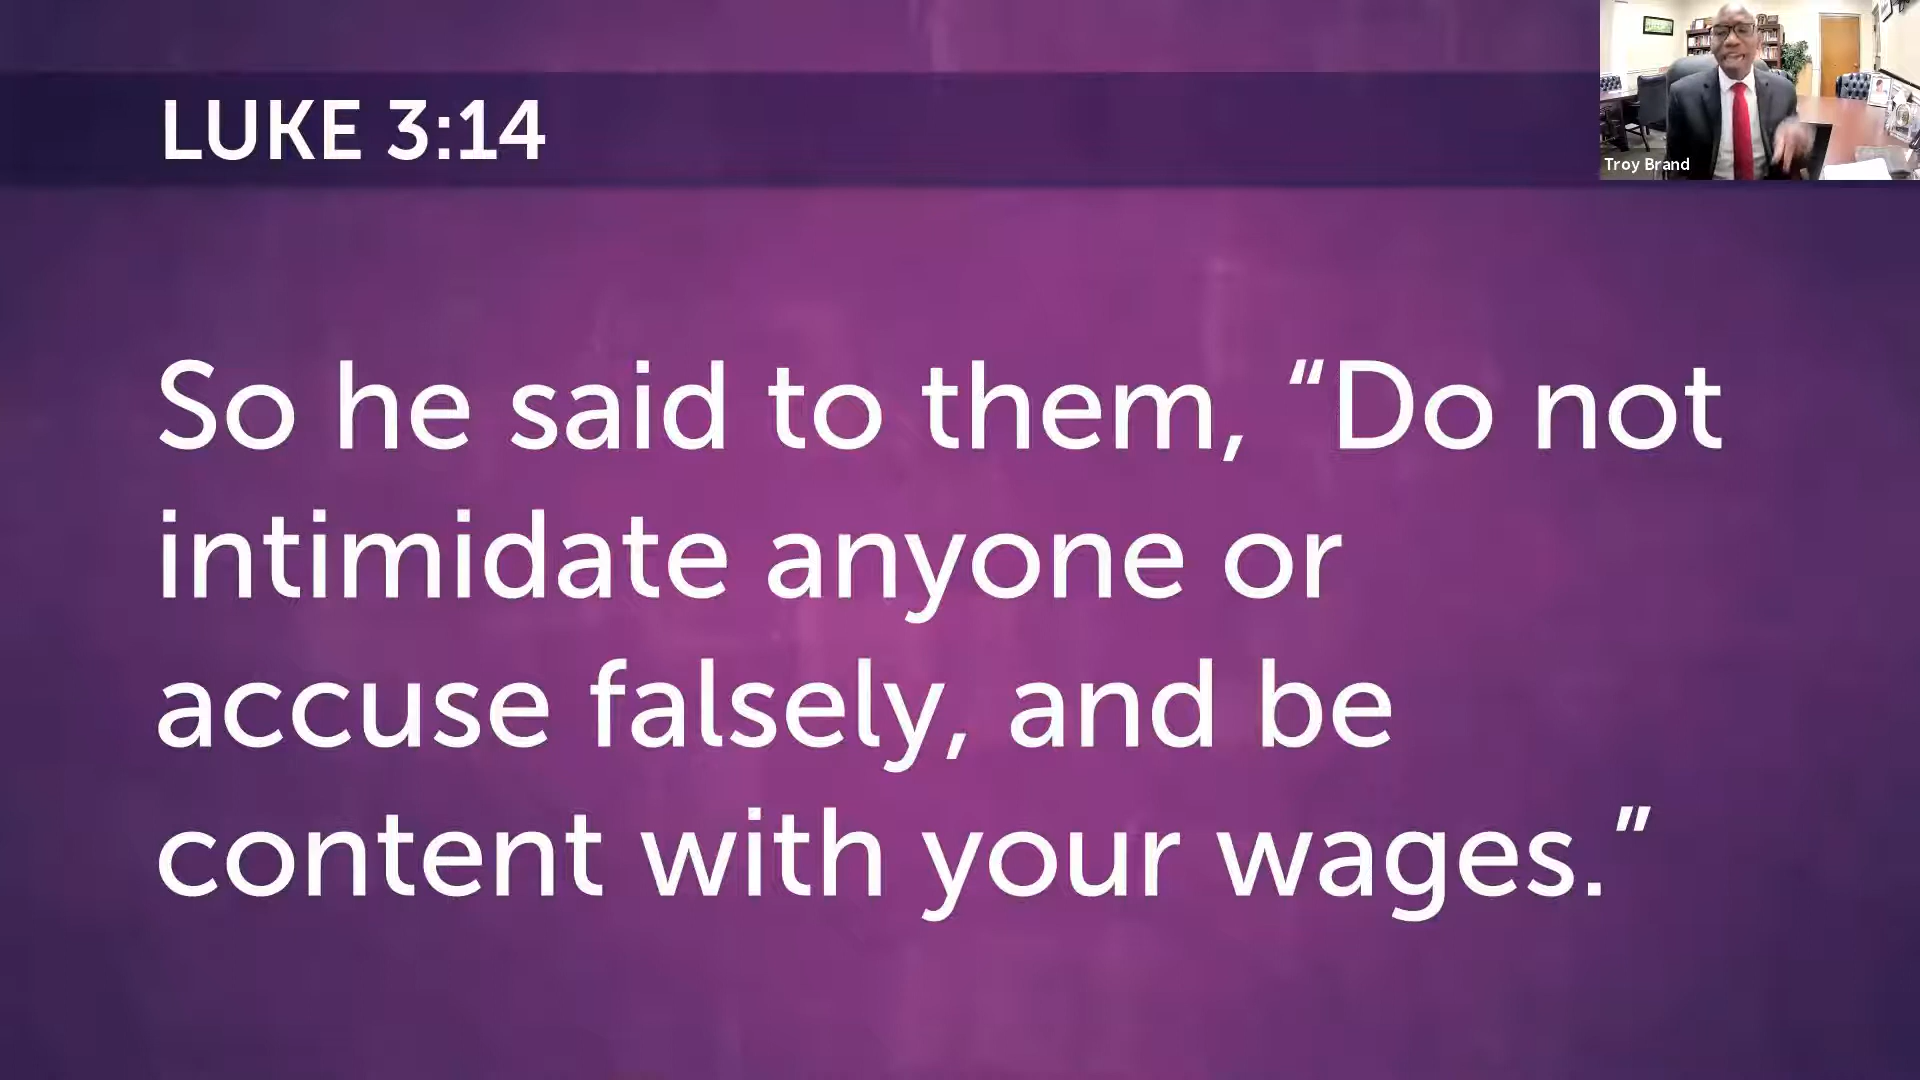 LUKE 3:14
Troy Brand
So he said to them, “Do not
intimidate anyone or
accuse falsely, and be
content with your wages.”